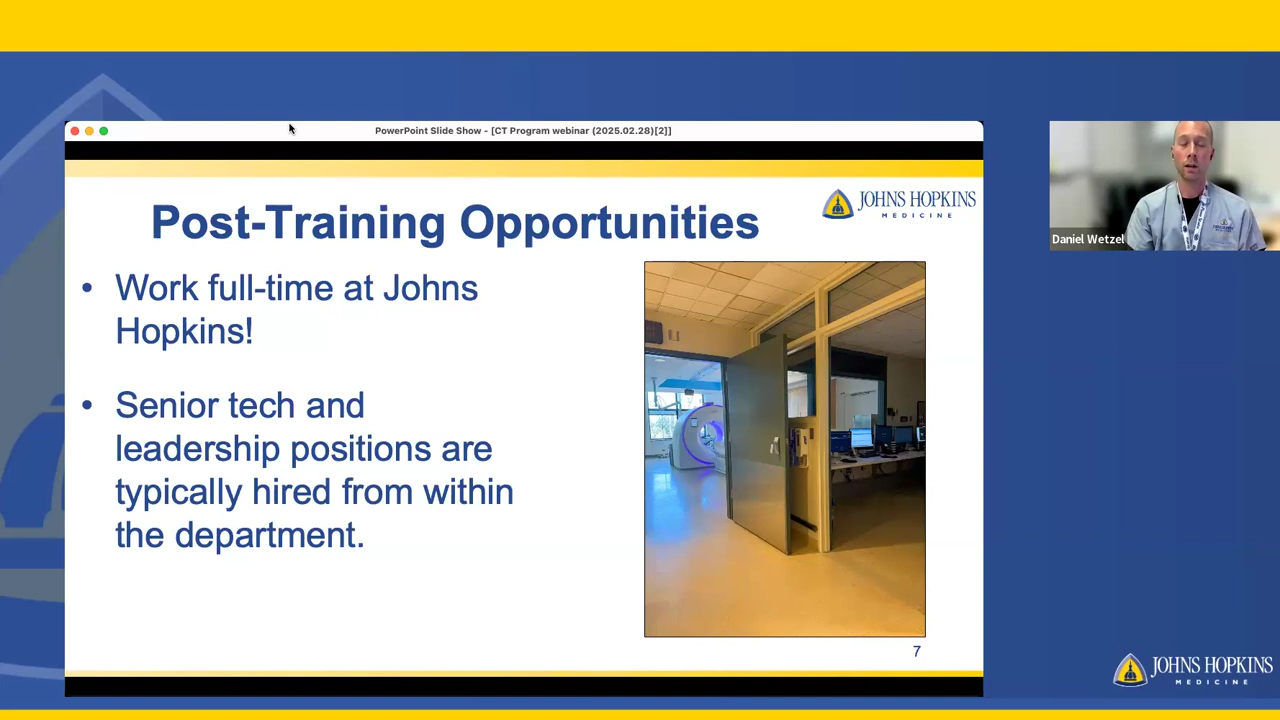 PowerPoint Slide Show - [CT Program webinar (2025.02.28)[2]]
Post-Training Opportunities
JOHNS HOPKINS
MEDICINE
• Work full-time at Johns
Hopkins!
• Senior tech and
leadership positions are
typically hired from within
the department.
7
Daniel Wetzel
JOHNS HOPKINS
MEDICINE